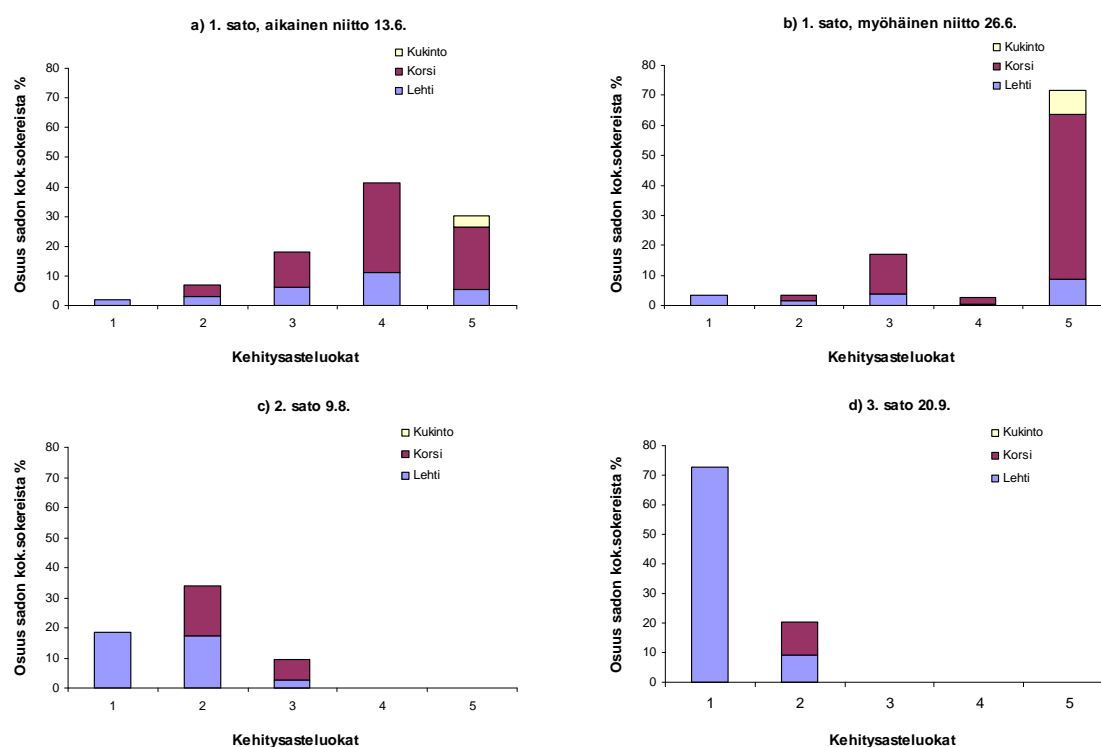 a) 1. sato, aikainen niitto 13.6.
Kukinto
Korsi
Lehti
Osuus sadon kok.sokereista %
80
70
60
50
40
30
20
10
0
1 2 3 4 5
Kehitysasteluokat
b) 1. sato, myöhäinen niitto 26.6.
Kukinto
Korsi
Lehti
Osuus sadon kok.sokereista %
80
70
60
50
40
30
20
10
0
1 2 3 4 5
Kehitysasteluokat
c) 2. sato 9.8.
Kukinto
Korsi
Lehti
Osuus sadon kok.sokereista %
80
70
60
50
40
30
20
10
0
1 2 3 4 5
Kehitysasteluokat
d) 3. sato 20.9.
Kukinto
Korsi
Lehti
Osuus sadon kok.sokereista %
80
70
60
50
40
30
20
10
0
1 2 3 4 5
Kehitysasteluokat